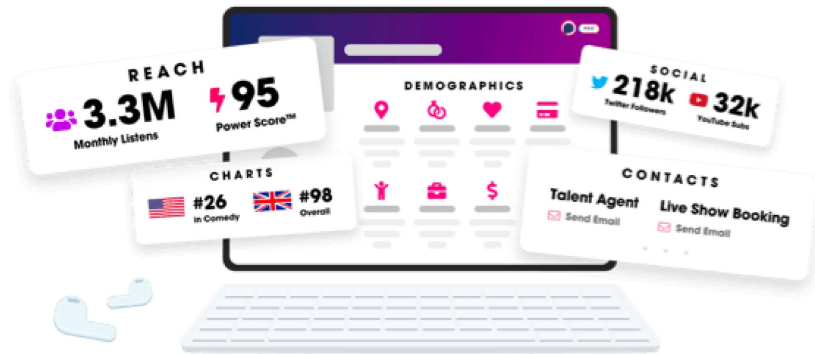 REACH
3.3M
Monthly Listens
95
Power Score™
DEMOGRAPHICS
SOCIAL
218k
Twitter Followers
32k
YouTube Subs
CHARTS
#26
in Comedy
#98
Overall
CONTACTS
Talent Agent
Send Email
Live Show Booking
Send Email